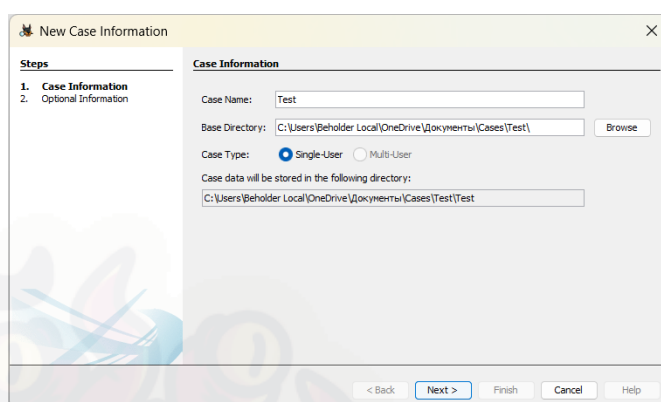 New Case Information
Steps
1. Case Information
2. Optional Information
Case Information
Case Name: Test
Base Directory: C:\Users\Beholder Local\OneDrive\Документы\Cases\Test\ Browse
Case Type: Single-User Multi-User
Case data will be stored in the following directory:
C:\Users\Beholder Local\OneDrive\Документы\Cases\Test\Test
< Back Next > Finish Cancel Help